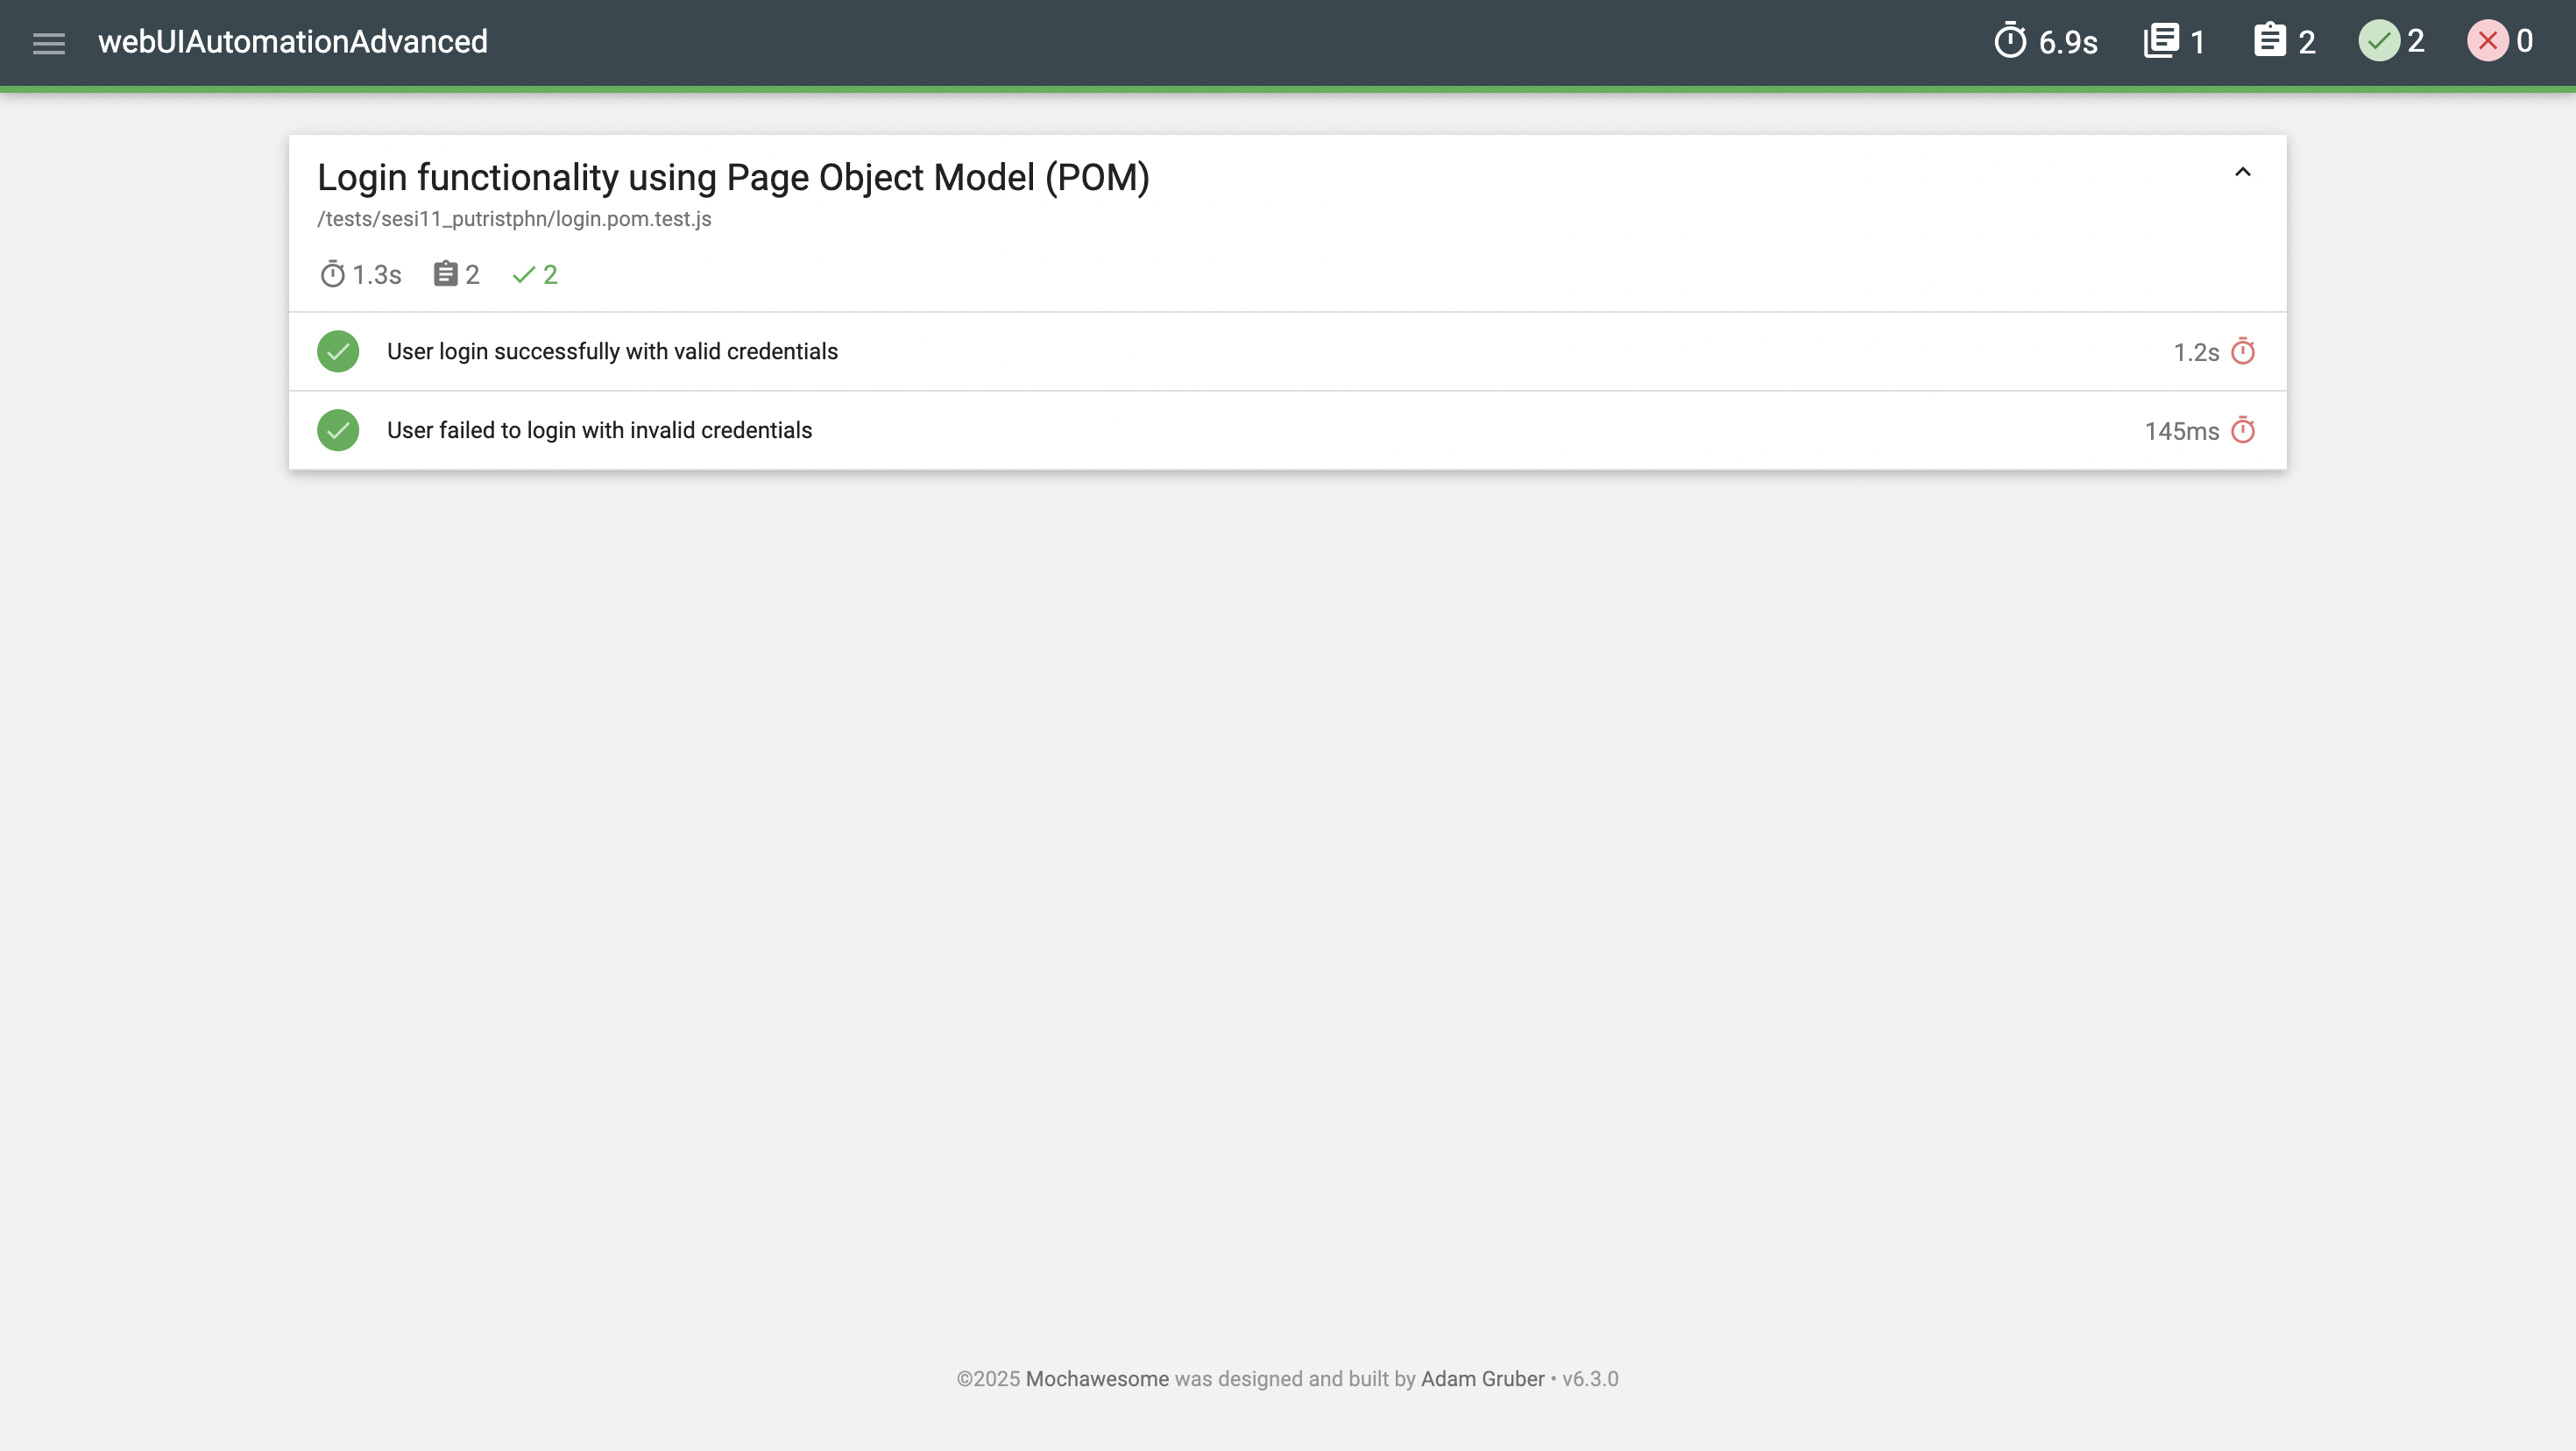 webUIAutomationAdvanced 6.9s 1 2 2 0
Login functionality using Page Object Model (POM)
/tests/sesi11_putristphn/login.pom.test.js
1.3s 2 2
User login successfully with valid credentials 1.2s
User failed to login with invalid credentials 145ms
©2025 Mochawesome was designed and built by Adam Gruber • v6.3.0